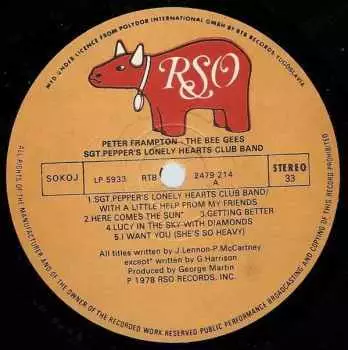 MFD UNDER LICENCE FROM POLYDOR INTERNATIONAL GMBH BY RTB RECORDS, YUGOSLAVIA
RSO
PETER FRAMPTON - THE BEE GEES
SGT PEPPER'S LONELY HEARTS CLUB BAND
SOKOJ
LP 5933 RTB 2479 214
A
STEREO
33
1.SGT.PEPPER'S LONELY HEARTS CLUB BAND/
WITH A LITTLE HELP FROM MY FRIENDS
2.HERE COMES THE SUN* 3.GETTING BETTER
4.LUCY IN THE SKY WITH DIAMONDS
5.I WANT YOU (SHE'S SO HEAVY)
All titles written by J.Lennon-P.McCartney
except* written by G.Harrison
Produced by George Martin
P 1978 RSO RECORDS, INC.
ALL RIGHTS OF THE MANUFACTURER AND OF THE OWNER OF THE RECORDED WORK RESERVED·PUBLIC PERFORMANCE BROADCASTING AND COPYING OF THIS RECORD PROHIBITED